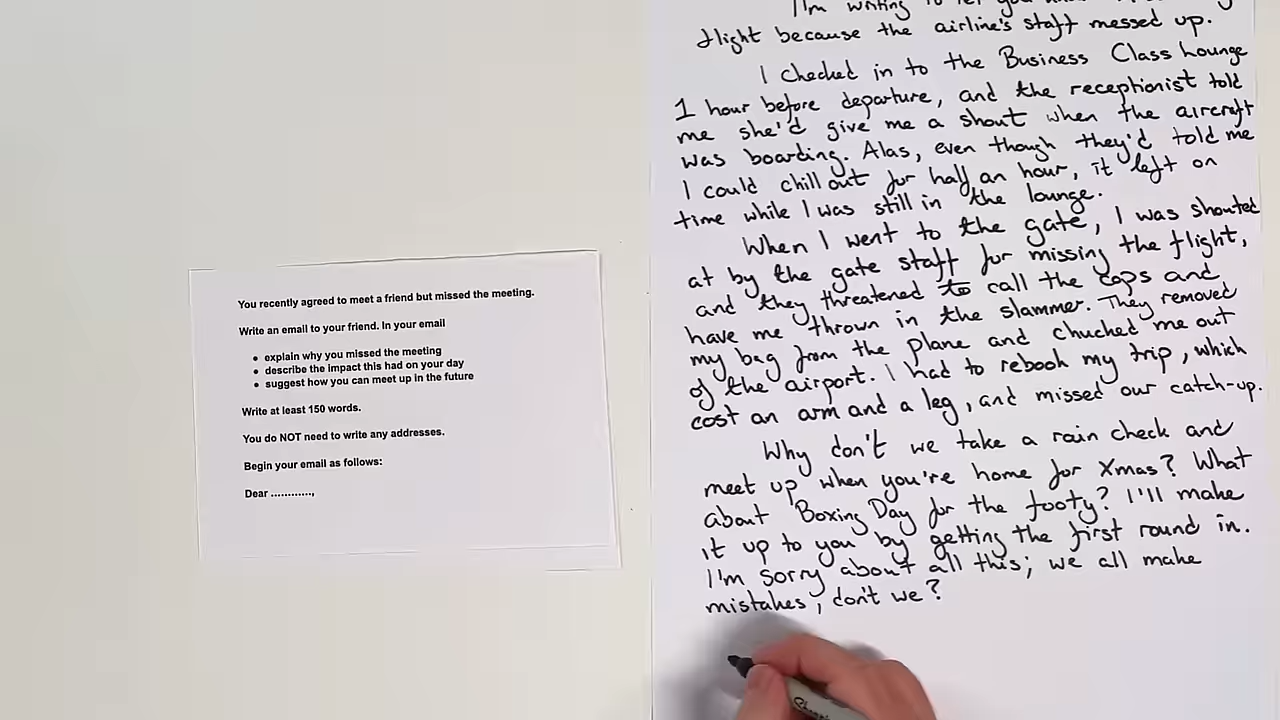 You recently agreed to meet a friend but missed the meeting.
Write an email to your friend. In your email
• explain why you missed the meeting
• describe the impact this had on your day
• suggest how you can meet up in the future
Write at least 150 words.
You do NOT need to write any addresses.
Begin your email as follows:
Dear ............,
I'm writing to let you
flight because the airline's staff messed up.
I checked in to the Business Class Lounge
1 hour before departure, and the receptionist told
me she'd give me a shout when the aircraft
was boarding. Alas, even though they'd told me
I could chill out for half an hour, it left on
time while I was still in the lounge.
When I went to the gate, I was shouted
at by the gate staff for missing the flight,
and they threatened to call the cops and
have me thrown in the slammer. They removed
my bag from the plane and chucked me out
of the airport. I had to rebook my trip, which
cost an arm and a leg, and missed our catch-up.
Why don't we take a rain check and
meet up when you're home for Xmas? What
about Boxing Day for the footy? I'll make
it up to you by getting the first round in.
I'm sorry about all this; we all make
mistakes, don't we?